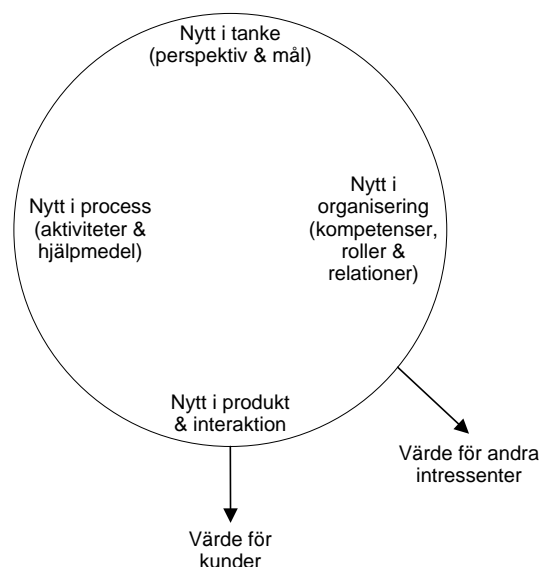 Nytt i tanke
(perspektiv & mål)
Nytt i process
(aktiviteter &
hjälpmedel)
Nytt i
organisering
(kompetenser,
roller &
relationer)
Nytt i produkt
& interaktion
Värde för andra
intressenter
Värde för
kunder